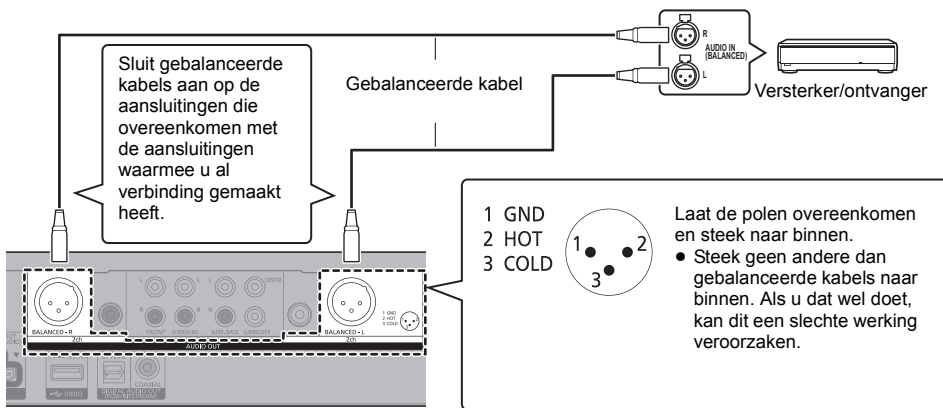 Sluit gebalanceerde
kabels aan op de
aansluitingen die
overeenkomen met
de aansluitingen
waarmee u al
verbinding gemaakt
heeft.
Gebalanceerde kabel
R
AUDIO IN
(BALANCED)
L
Versterker/ontvanger
1 GND
2 HOT
3 COLD
1
2
3
Laat de polen overeenkomen
en steek naar binnen.
● Steek geen andere dan
gebalanceerde kabels naar
binnen. Als u dat wel doet,
kan dit een slechte werking
veroorzaken.
L L CENTER
R R
1 GND
2 HOT
3 COLD
BALANCED - R FRONT SURROUND SURR. BACK SUBWOOFER BALANCED - L
2ch 2ch
AUDIO OUT
COAXIAL
DIGITAL AUDIO OUT
(PCM/BITSTREAM)